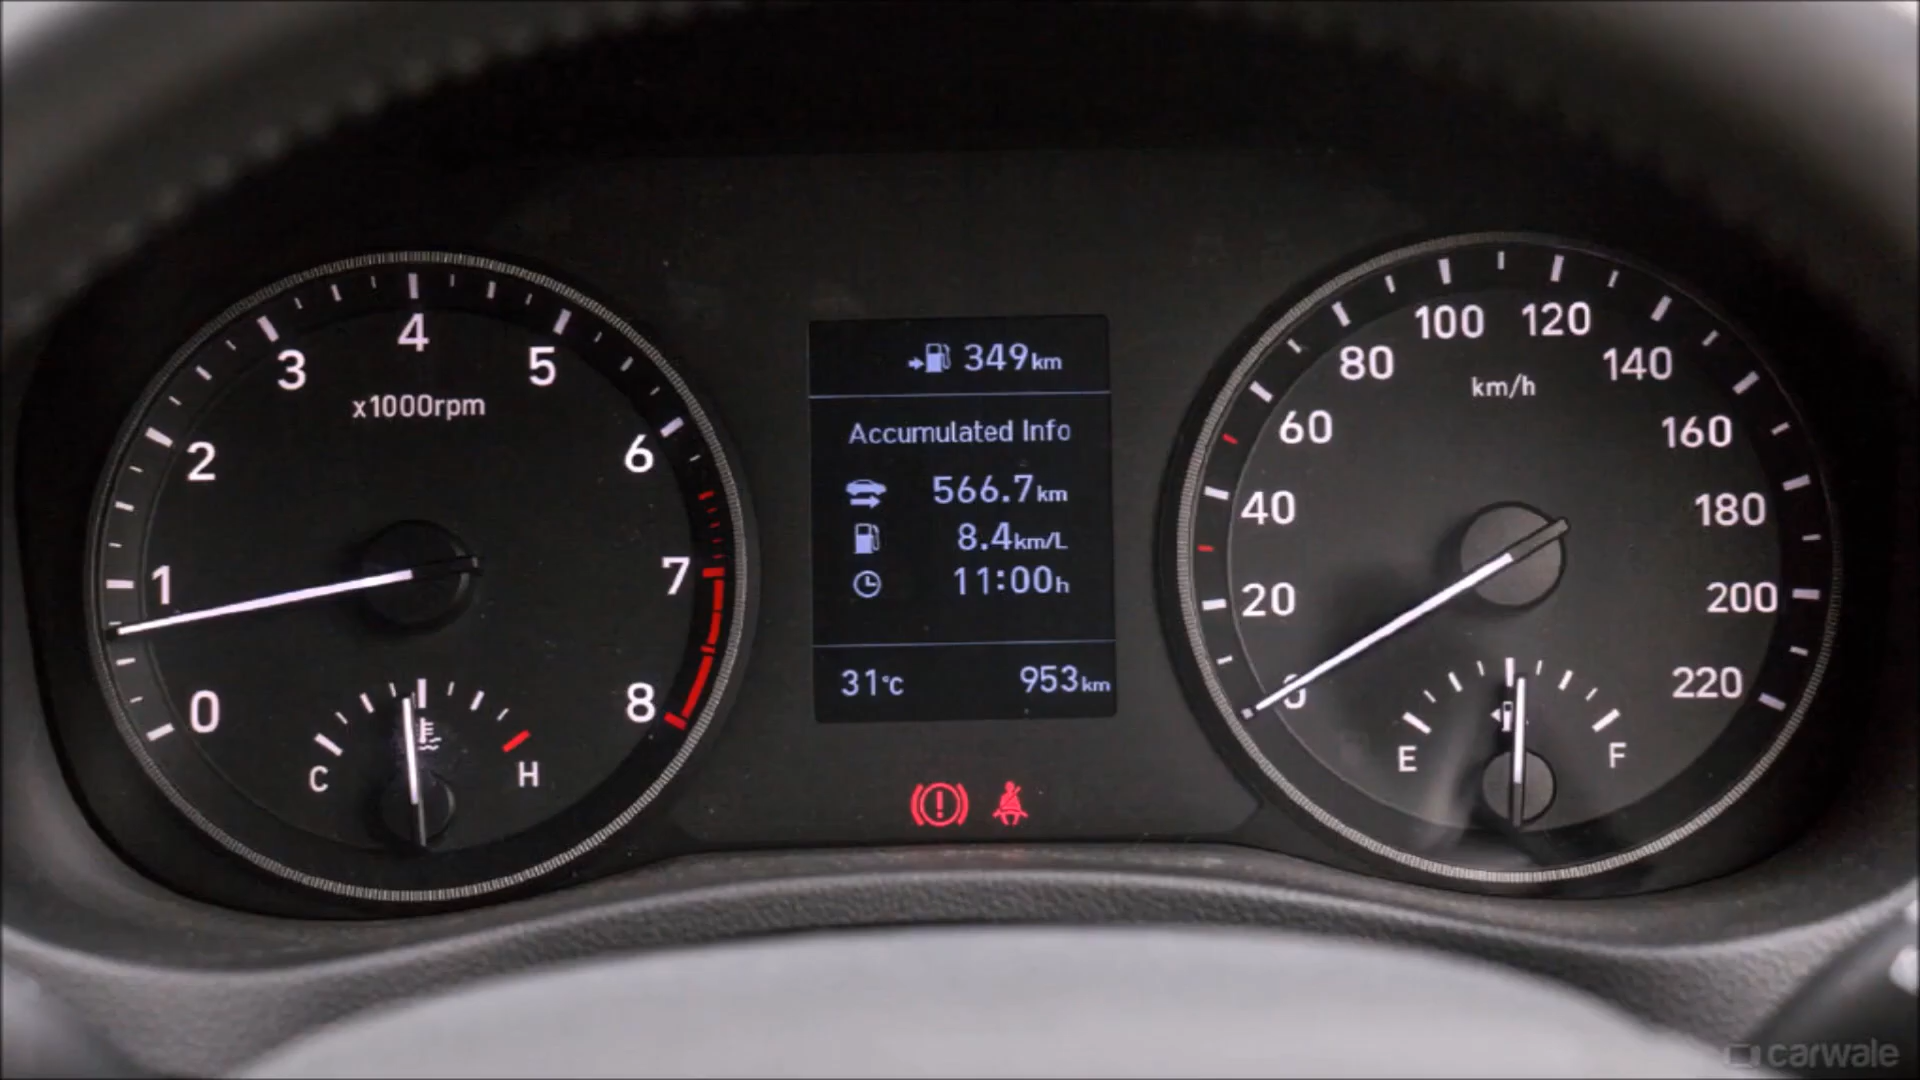 0
1
2
3
4
5
6
7
8
x1000rpm
C
H
349km
Accumulated Info
566.7km
8.4km/L
11:00h
31°C
953km
0
20
40
60
80
100
120
140
160
180
200
220
km/h
E
F
carwale